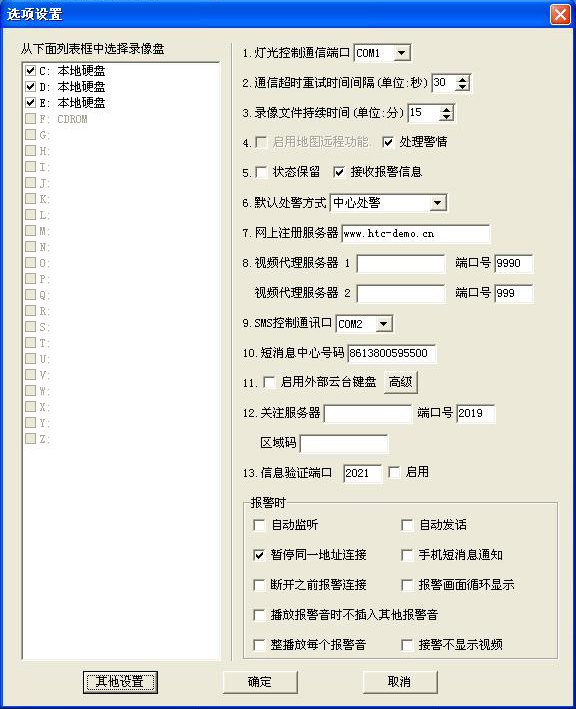 选项设置
从下面列表框中选择录像盘
C: 本地硬盘
D: 本地硬盘
E: 本地硬盘
F: CDROM
G:
H:
I:
J:
K:
L:
M:
N:
O:
P:
Q:
R:
S:
T:
U:
V:
W:
X:
Y:
Z:
1.灯光控制通信端口 COM1
2.通信超时重试时间间隔(单位:秒) 30
3.录像文件持续时间(单位:分) 15
4. 启用地图远程功能 处理警情
5. 状态保留 接收报警信息
6.默认处警方式 中心处警
7.网上注册服务器 www.htc-demo.cn
8.视频代理服务器 1 端口号 9990
视频代理服务器 2 端口号 999
9.SMS控制通讯口 COM2
10.短消息中心号码 8613800595500
11. 启用外部云台键盘 高级
12.关注服务器 端口号 2019
区域码
13.信息验证端口 2021 启用
报警时
自动监听 自动发话
暂停同一地址连接 手机短消息通知
断开之前报警连接 报警画面循环显示
播放报警音时不插入其他报警音
整播放每个报警音 接警不显示视频
其他设置 确定 取消